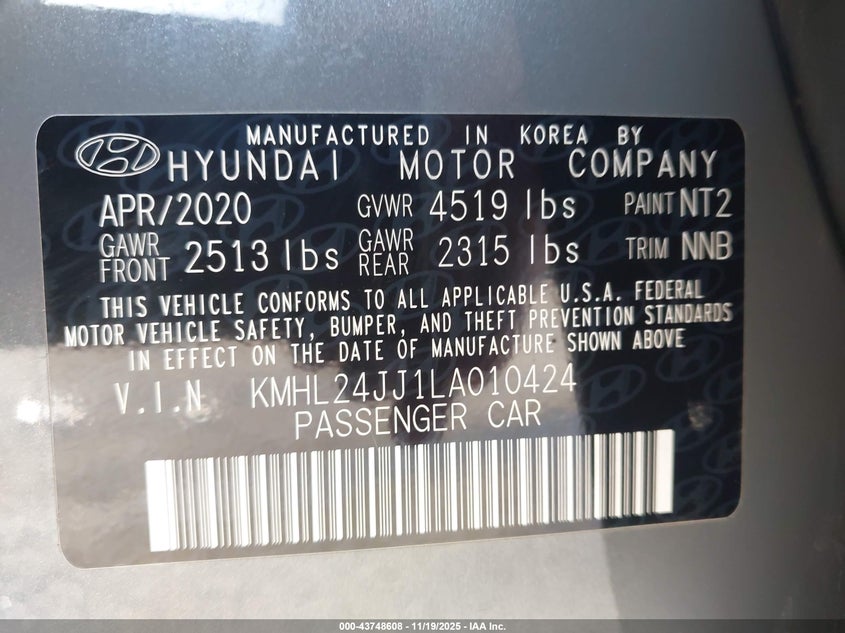 MANUFACTURED IN KOREA BY
HYUNDAI MOTOR COMPANY
APR/2020 GVWR 4519 lbs PAINT NT2
GAWR FRONT 2513 lbs GAWR REAR 2315 lbs TRIM NNB
THIS VEHICLE CONFORMS TO ALL APPLICABLE U.S.A. FEDERAL
MOTOR VEHICLE SAFETY, BUMPER, AND THEFT PREVENTION STANDARDS
IN EFFECT ON THE DATE OF MANUFACTURE SHOWN ABOVE
V.I.N KMHL24JJ1LA010424
PASSENGER CAR
000-43748608 - 11/19/2025 - IAA Inc.